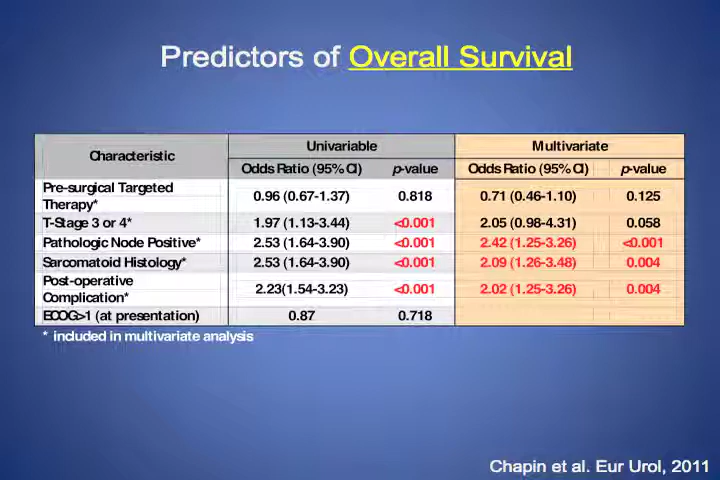 Predictors of Overall Survival
Characteristic Univariable Multivariate
Odds Ratio (95% CI) p-value Odds Ratio (95% CI) p-value
Pre-surgical Targeted Therapy* 0.96 (0.67-1.37) 0.818 0.71 (0.46-1.10) 0.125
T-Stage 3 or 4* 1.97 (1.13-3.44) <0.001 2.05 (0.98-4.31) 0.058
Pathologic Node Positive* 2.53 (1.64-3.90) <0.001 2.42 (1.25-3.26) <0.001
Sarcomatoid Histology* 2.53 (1.64-3.90) <0.001 2.09 (1.26-3.48) 0.004
Post-operative Complication* 2.23(1.54-3.23) <0.001 2.02 (1.25-3.26) 0.004
ECOG>1 (at presentation) 0.87 0.718
* included in multivariate analysis
Chapin et al. Eur Urol, 2011